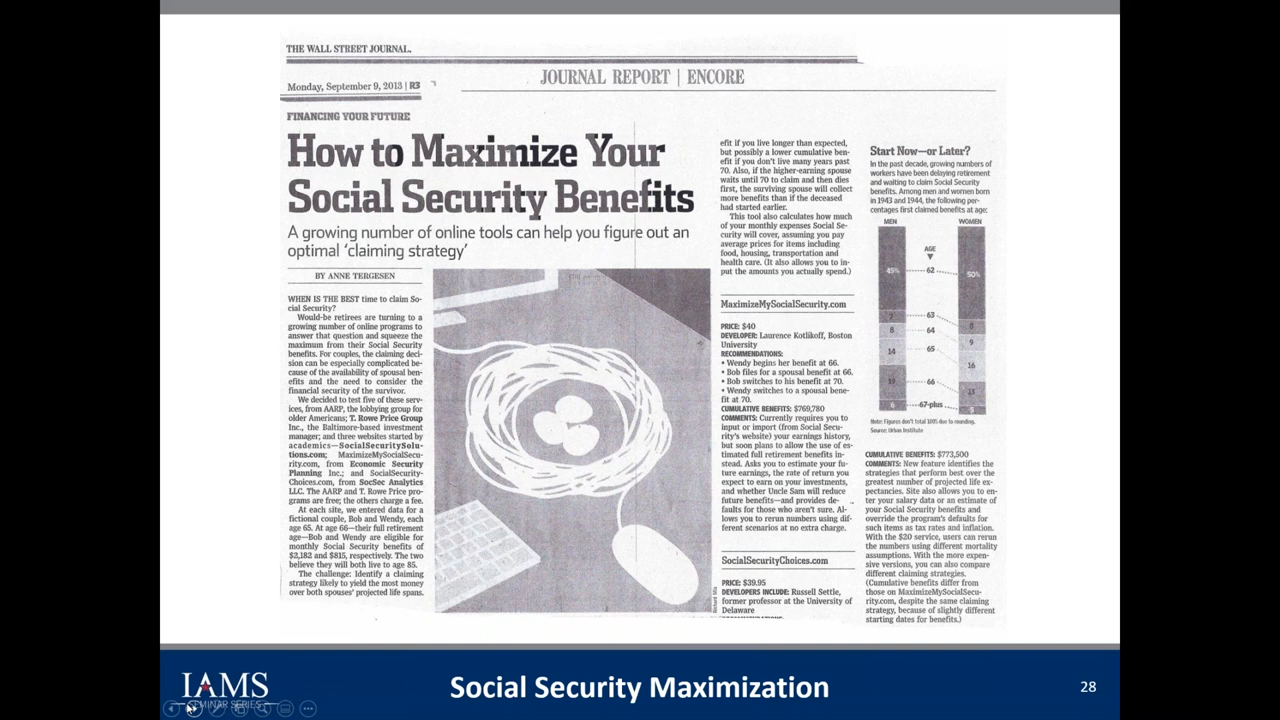 THE WALL STREET JOURNAL.
Monday, September 9, 2013 | R3
JOURNAL REPORT | ENCORE
FINANCING YOUR FUTURE
How to Maximize Your
Social Security Benefits
A growing number of online tools can help you figure out an
optimal ‘claiming strategy’
BY ANNE TERGESEN
WHEN IS THE BEST time to claim So-
cial Security?
Would-be retirees are turning to a
growing number of online programs to
answer that question and squeeze the
maximum from their Social Security
benefits. For couples, the claiming deci-
sion can be especially complicated be-
cause of the availability of spousal ben-
efits and the need to consider the
financial security of the survivor.
We decided to test five of these serv-
ices, from AARP, the lobbying group for
older Americans; T. Rowe Price Group
Inc., the Baltimore-based investment
manager; and three websites started by
academics—SocialSecuritySolu-
tions.com; MaximizeMySocialSecu-
rity.com, from Economic Security
Planning Inc.; and SocialSecurity-
Choices.com, from SocSec Analytics
LLC. The AARP and T. Rowe Price pro-
grams are free; the others charge a fee.
At each site, we entered data for a
fictional couple, Bob and Wendy, each
age 65. At age 66—their full retirement
age—Bob and Wendy are eligible for
monthly Social Security benefits of
$2,182 and $815, respectively. The two
believe they will both live to age 85.
The challenge: Identify a claiming
strategy likely to yield the most money
over both spouses' projected life spans.
efit if you live longer than expected,
but possibly a lower cumulative ben-
efit if you don't live many years past
70. Also, if the higher-earning spouse
waits until 70 to claim and then dies
first, the surviving spouse will collect
more benefits than if the deceased
had started earlier.
This tool also calculates how much
of your monthly expenses Social Se-
curity will cover, assuming you pay
average prices for items including
food, housing, transportation and
health care. (It also allows you to in-
put the amounts you actually spend.)
MaximizeMySocialSecurity.com
PRICE: $40
DEVELOPER: Laurence Kotlikoff, Boston
University
RECOMMENDATIONS:
• Wendy begins her benefit at 66.
• Bob files for a spousal benefit at 66.
• Bob switches to his benefit at 70.
• Wendy switches to a spousal bene-
fit at 70.
CUMULATIVE BENEFITS: $769,780
COMMENTS: Currently requires you to
input or import (from Social Secu-
rity's website) your earnings history,
but soon plans to allow the use of es-
timated full retirement benefits in-
stead. Asks you to estimate your fu-
ture earnings, the rate of return you
expect to earn on your investments,
and whether Uncle Sam will reduce
future benefits—and provides de-
faults for those who aren't sure. Al-
lows you to rerun numbers using dif-
ferent scenarios at no extra charge.
SocialSecurityChoices.com
PRICE: $39.95
DEVELOPERS INCLUDE: Russell Settle,
former professor at the University of
Delaware
Start Now—or Later?
In the past decade, growing numbers of
workers have been delaying retirement
and waiting to claim Social Security
benefits. Among men and women born
in 1943 and 1944, the following per-
centages first claimed benefits at age:
MEN WOMEN
AGE
45% 62 50%
7 63 8
8 64 9
14 65 16
19 66 13
6 67-plus 5
Note: Figures don't total 100% due to rounding.
Source: Urban Institute
CUMULATIVE BENEFITS: $773,500
COMMENTS: New feature identifies the
strategies that perform best over the
greatest number of projected life ex-
pectancies. Site also allows you to en-
ter your salary data or an estimate of
your Social Security benefits and
override the program's defaults for
such items as tax rates and inflation.
With the $20 service, users can rerun
the numbers using different mortality
assumptions. With the more expen-
sive versions, you can also compare
different claiming strategies.
(Cumulative benefits differ from
those on MaximizeMySocialSecu-
rity.com, despite the same claiming
strategy, because of slightly different
starting dates for benefits.)
IAMS
SEMINAR SERIES
Social Security Maximization
28